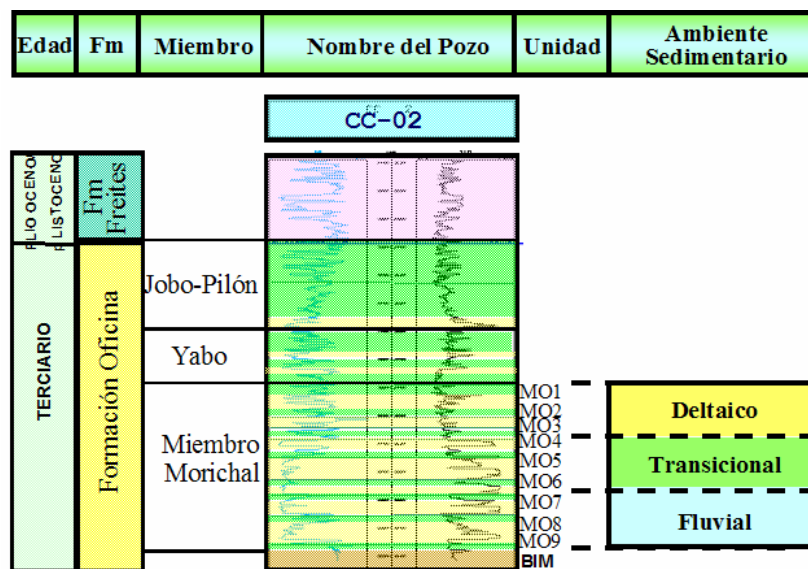 Edad Fm Miembro Nombre del Pozo Unidad Ambiente
Sedimentario
CC-02
PLIOOCENO
PLISTOCENO
Fm
Freites
TERCIARIO
Formación Oficina
Jobo-Pilón
Yabo
Miembro
Morichal
MO1
MO2
MO3
MO4
MO5
MO6
MO7
MO8
MO9
BIM
Deltaico
Transicional
Fluvial